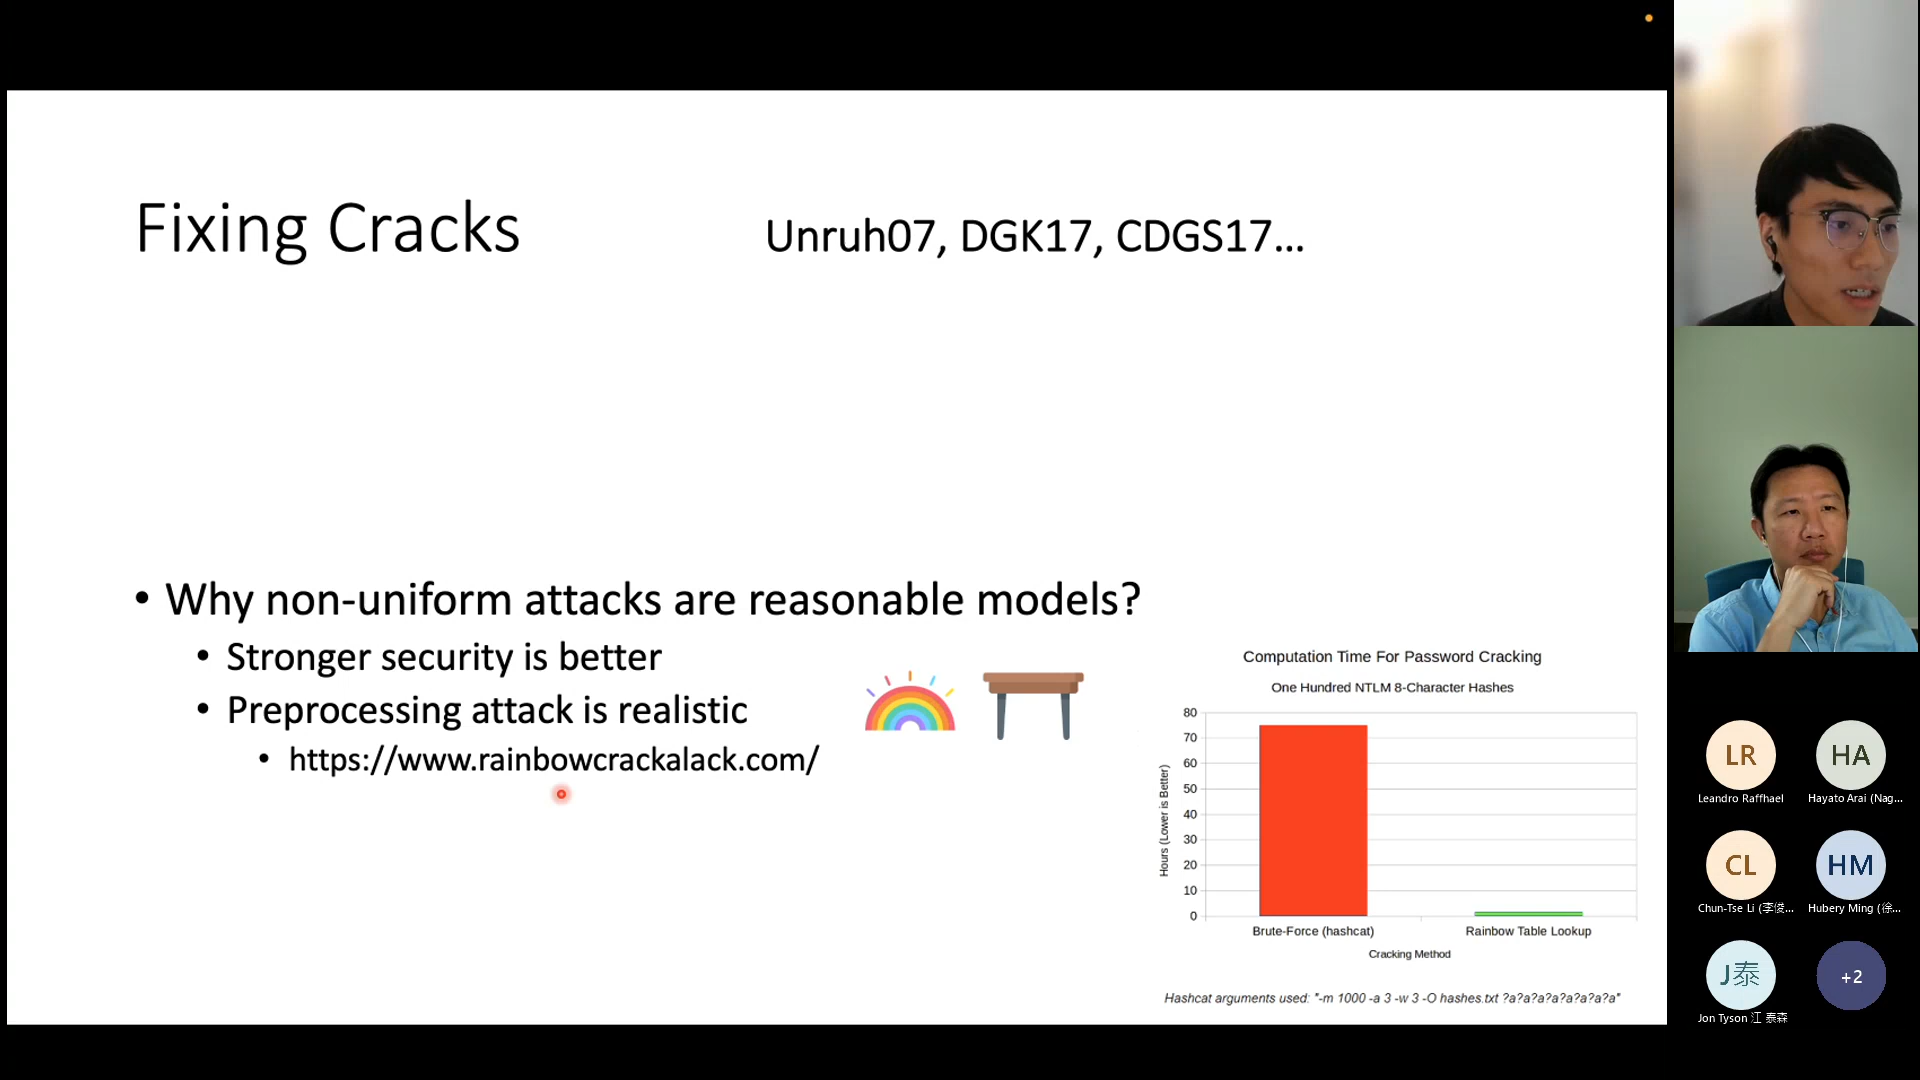 Fixing Cracks
Unruh07, DGK17, CDGS17...
• Why non-uniform attacks are reasonable models?
• Stronger security is better
• Preprocessing attack is realistic
• https://www.rainbowcrackalack.com/
Computation Time For Password Cracking
One Hundred NTLM 8-Character Hashes
Hours (Lower is Better)
80
70
60
50
40
30
20
10
0
Brute-Force (hashcat)
Rainbow Table Lookup
Cracking Method
Hashcat arguments used: "-m 1000 -a 3 -w 3 -O hashes.txt ?a?a?a?a?a?a?a?a"
LR
Leandro Raffhael
HA
Hayato Arai (Nag...
CL
Chun-Tse Li (李俊...
HM
Hubery Ming (徐...
J泰
Jon Tyson 江 泰森
+2